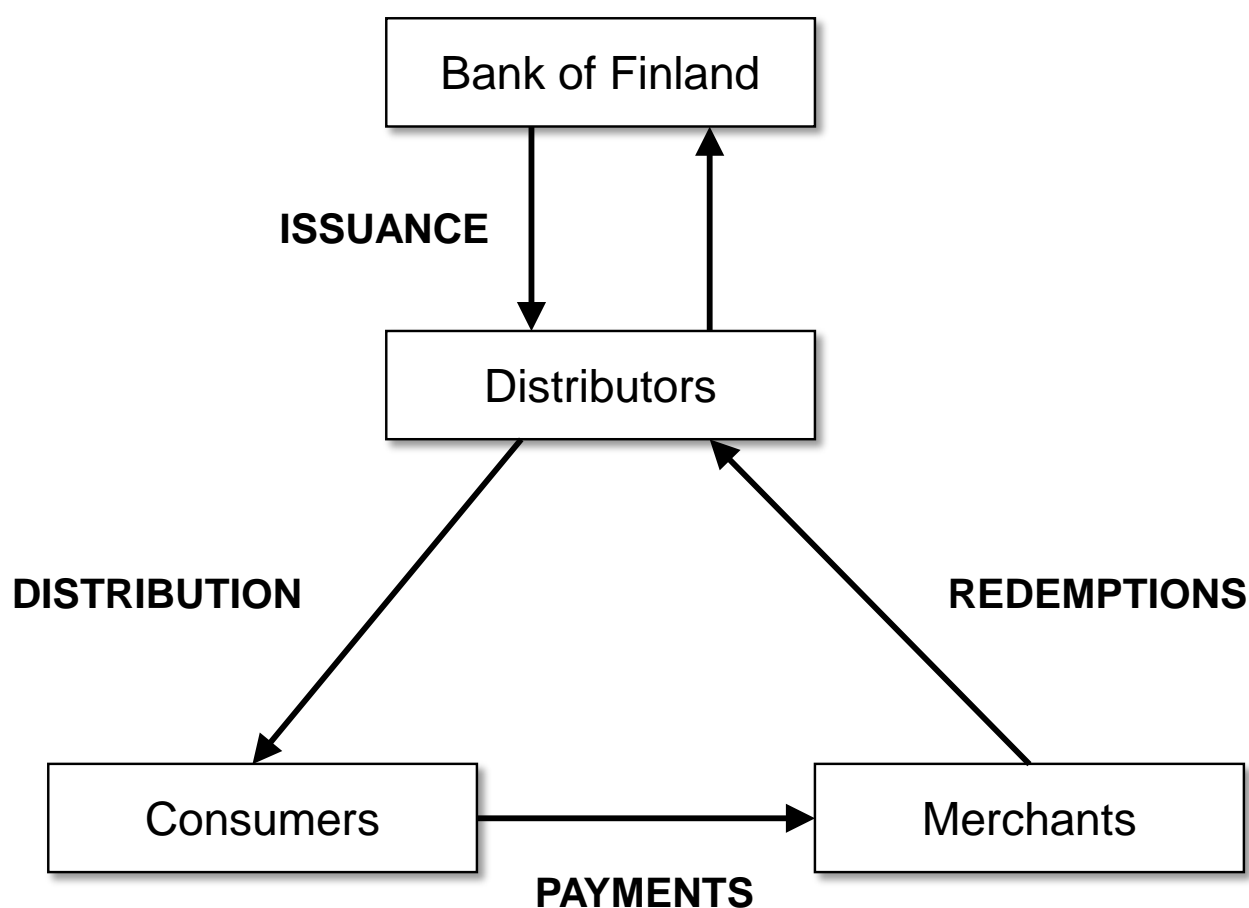 Bank of Finland
ISSUANCE
Distributors
DISTRIBUTION
REDEMPTIONS
Consumers
Merchants
PAYMENTS